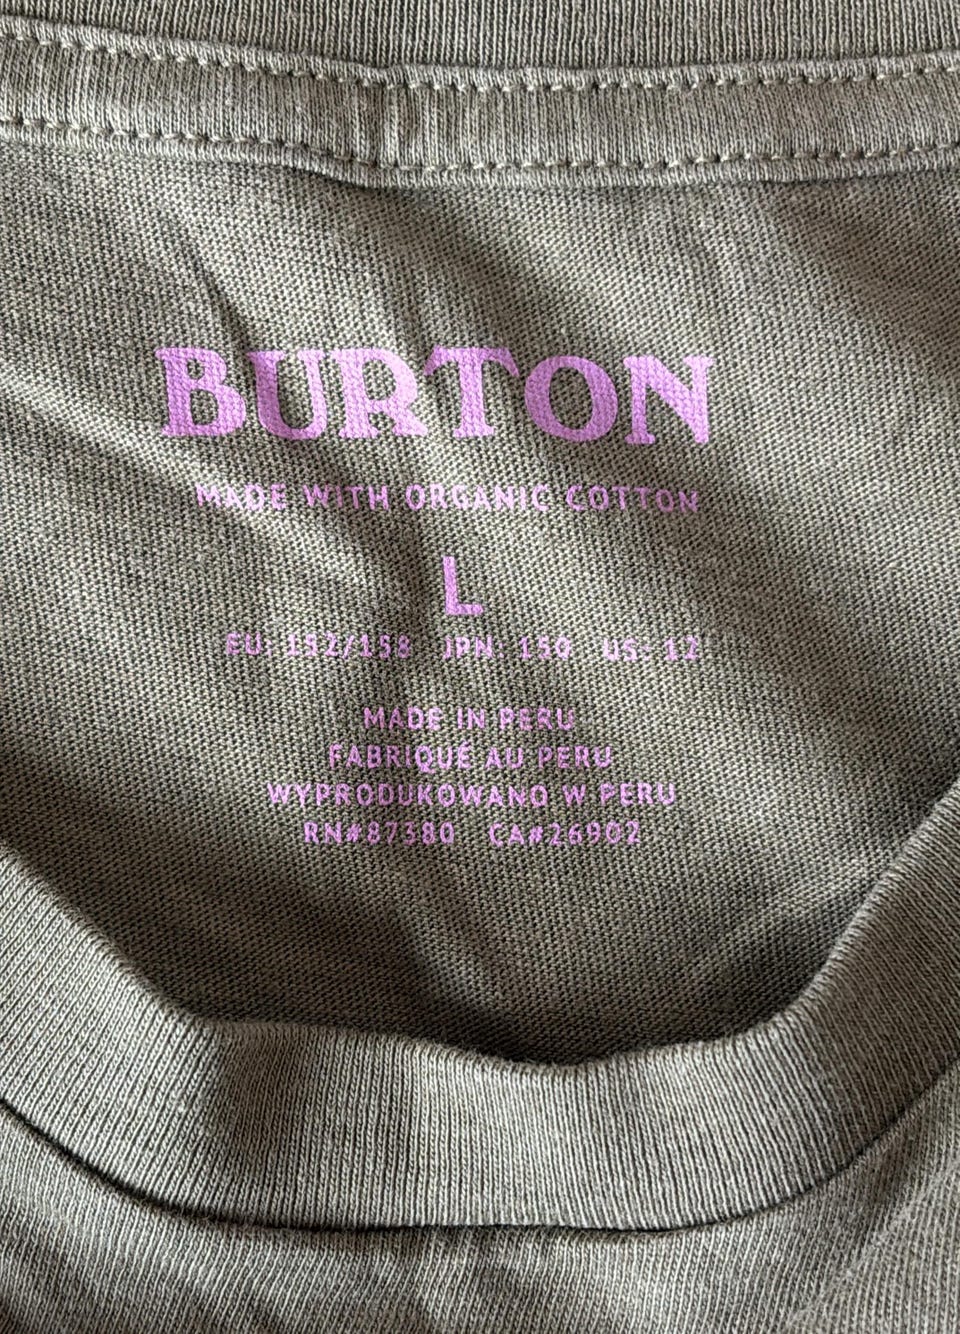 BURTON
MADE WITH ORGANIC COTTON
L
EU: 152/158 JPN: 150 US: 12
MADE IN PERU
FABRIQUÉ AU PERU
WYPRODUKOWANO W PERU
RN#87380 CA#26902